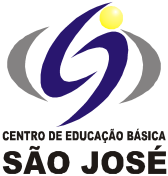 CENTRO DE EDUCAÇÃO BÁSICA
SÃO JOSÉ